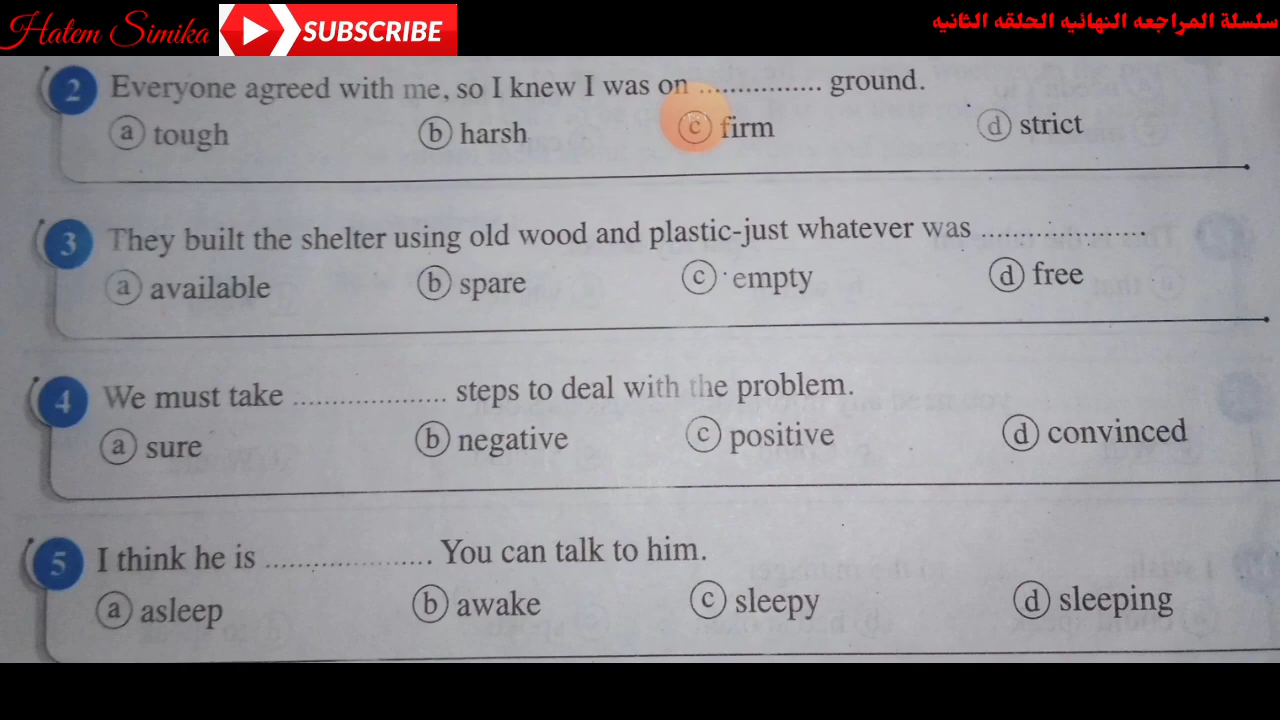 Hatem Simika
SUBSCRIBE
سلسلة المراجعه النهائيه الحلقه الثانيه
2 Everyone agreed with me, so I knew I was on ................ ground.
a tough b harsh c firm d strict
3 They built the shelter using old wood and plastic-just whatever was ....................
a available b spare c empty d free
4 We must take .................... steps to deal with the problem.
a sure b negative c positive d convinced
5 I think he is .................... You can talk to him.
a asleep b awake c sleepy d sleeping